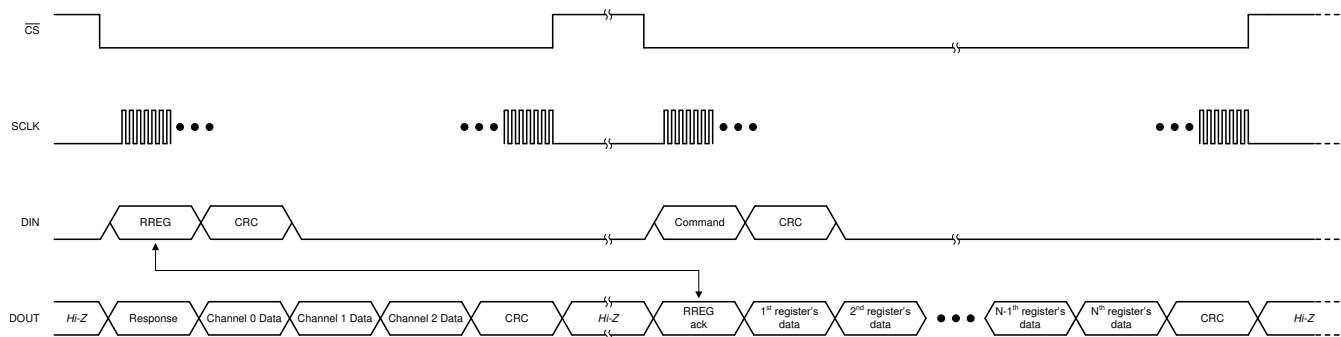 CS
SCLK
DIN
RREG
CRC
Command
CRC
DOUT
Hi-Z
Response
Channel 0 Data
Channel 1 Data
Channel 2 Data
CRC
Hi-Z
RREG
ack
1st register's
data
2nd register's
data
N-1th register's
data
Nth register's
data
CRC
Hi-Z